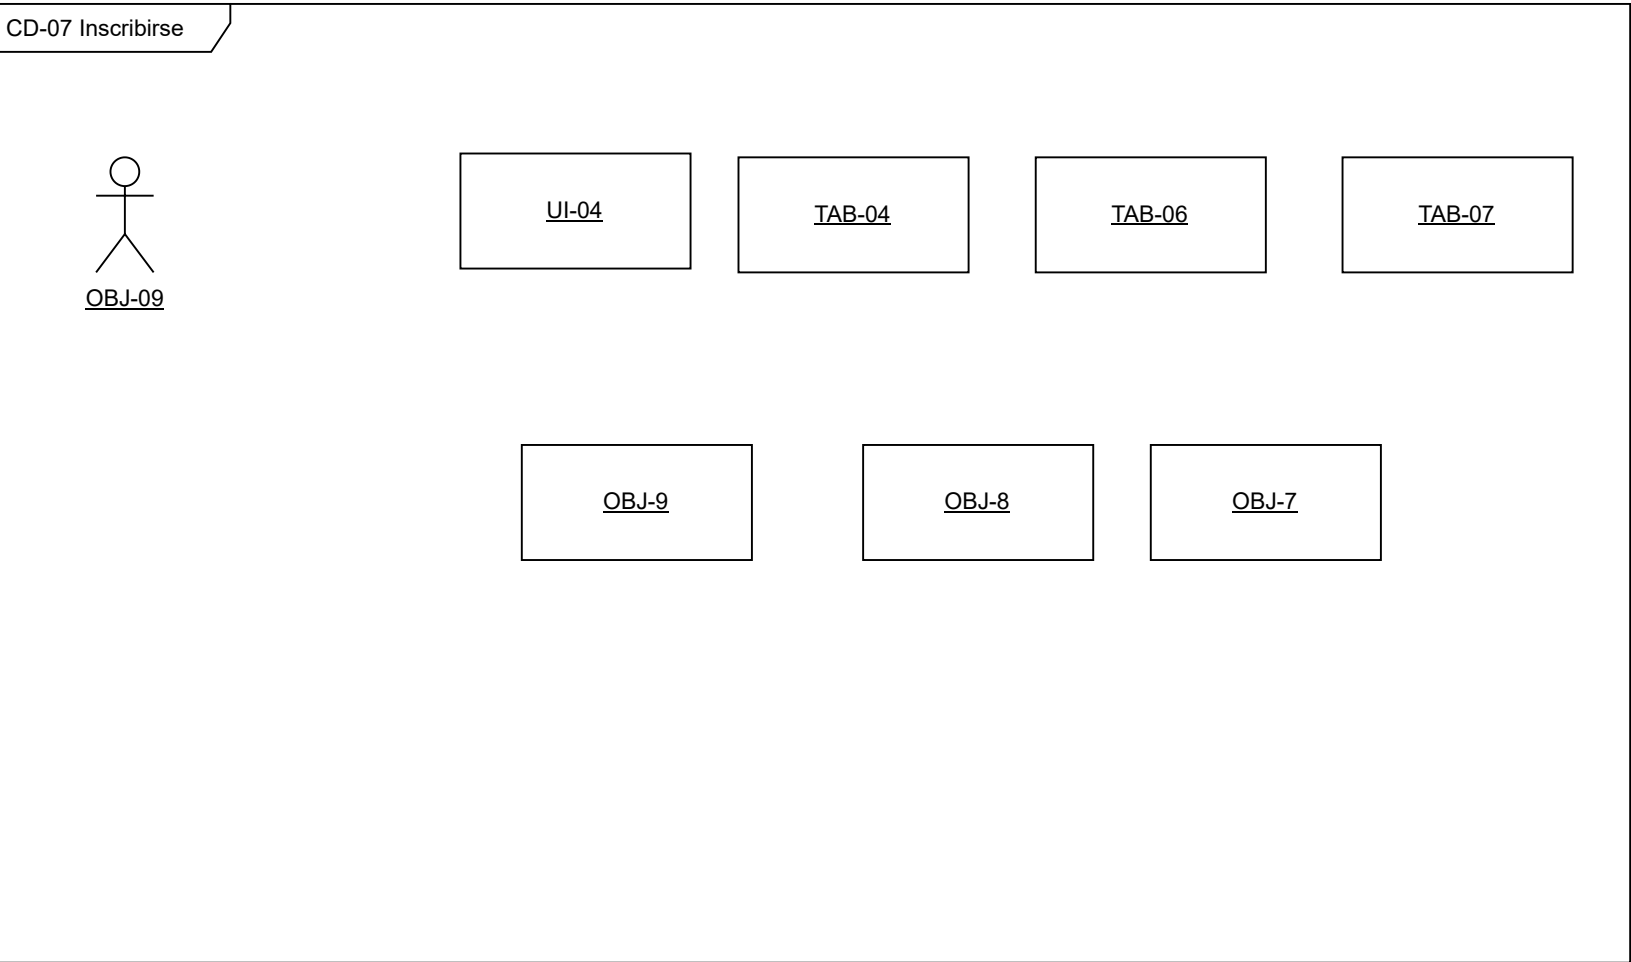 CD-07 Inscribirse
UI-04
TAB-04
TAB-06
TAB-07
OBJ-09
OBJ-9
OBJ-8
OBJ-7